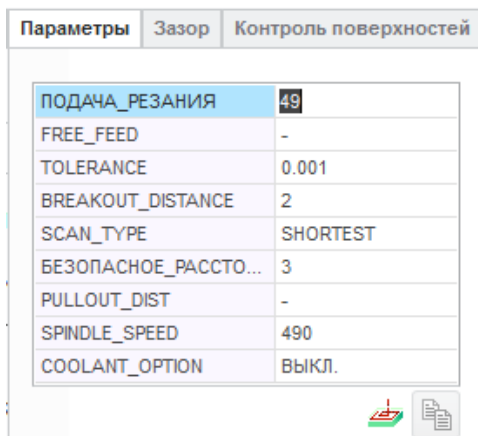 Параметры Зазор Контроль поверхностей
ПОДАЧА_РЕЗАНИЯ 49
FREE_FEED -
TOLERANCE 0.001
BREAKOUT_DISTANCE 2
SCAN_TYPE SHORTEST
БЕЗОПАСНОЕ_РАССТО... 3
PULLOUT_DIST -
SPINDLE_SPEED 490
COOLANT_OPTION ВЫКЛ.